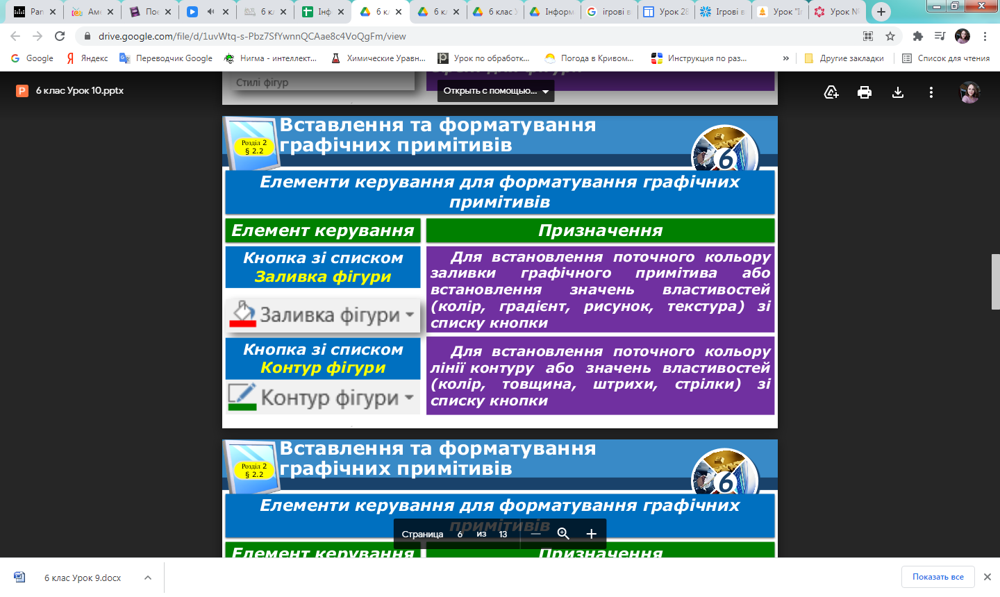 Pan
Ам
Пое
6 кл
Інф
6 кл
6 кл
6 клас У
Інформ
ігрові в
Урок 28
Ігрові в
Урок "Іг
Урок №
drive.google.com/file/d/1uvWtq-s-Pbz7SfYwnnQCAae8c4VoQgFm/view
Google
Яндекс
Переводчик Google
Нигма - интеллект...
Химические Уравн...
Урок по обработк...
Погода в Кривом...
Инструкция по раз...
»
Другие закладки
Список для чтения
Стилі фігур
6 клас Урок 10.pptx
Открыть с помощью...
Розділ 2
§ 2.2
Вставлення та форматування
графічних примітивів
6
Елементи керування для форматування графічних
примітивів
Елемент керування
Призначення
Кнопка зі списком
Заливка фігури
Заливка фігури
Для встановлення поточного кольору
заливки графічного примітива або
встановлення значень властивостей
(колір, градієнт, рисунок, текстура) зі
списку кнопки
Кнопка зі списком
Контур фігури
Контур фігури
Для встановлення поточного кольору
лінії контуру або значень властивостей
(колір, товщина, штрихи, стрілки) зі
списку кнопки
Розділ 2
§ 2.2
Вставлення та форматування
графічних примітивів
6
Елементи керування для форматування графічних
примітивів
Страница 6 из 13
Елемент керування
Призначення
6 клас Урок 9.docx
Показать все